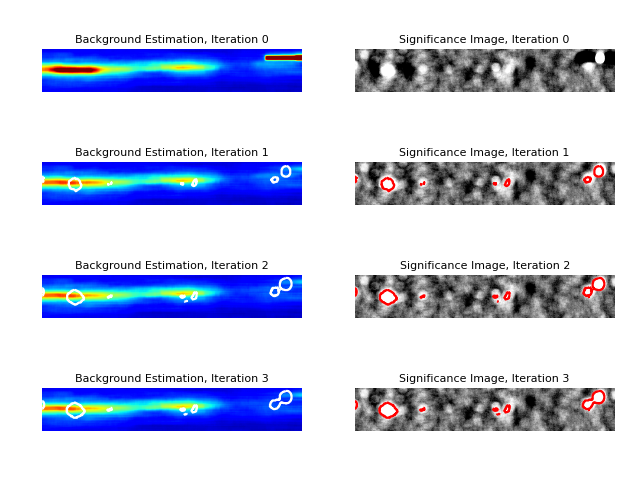 Background Estimation, Iteration 0
Significance Image, Iteration 0
Background Estimation, Iteration 1
Significance Image, Iteration 1
Background Estimation, Iteration 2
Significance Image, Iteration 2
Background Estimation, Iteration 3
Significance Image, Iteration 3